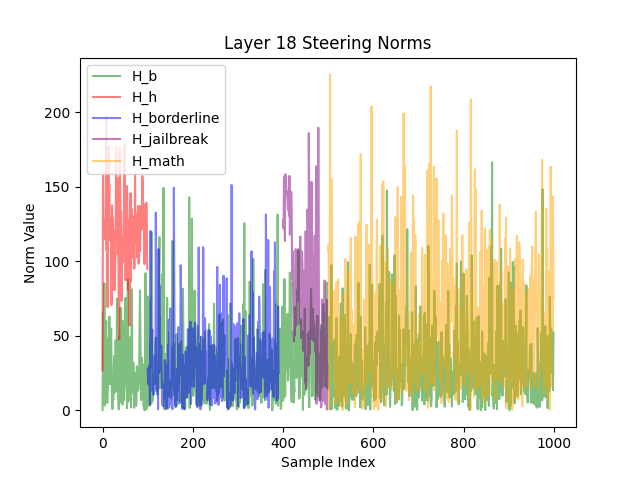 Layer 18 Steering Norms
H_b
H_h
H_borderline
H_jailbreak
H_math
Norm Value
200
150
100
50
0
0
200
400
600
800
1000
Sample Index